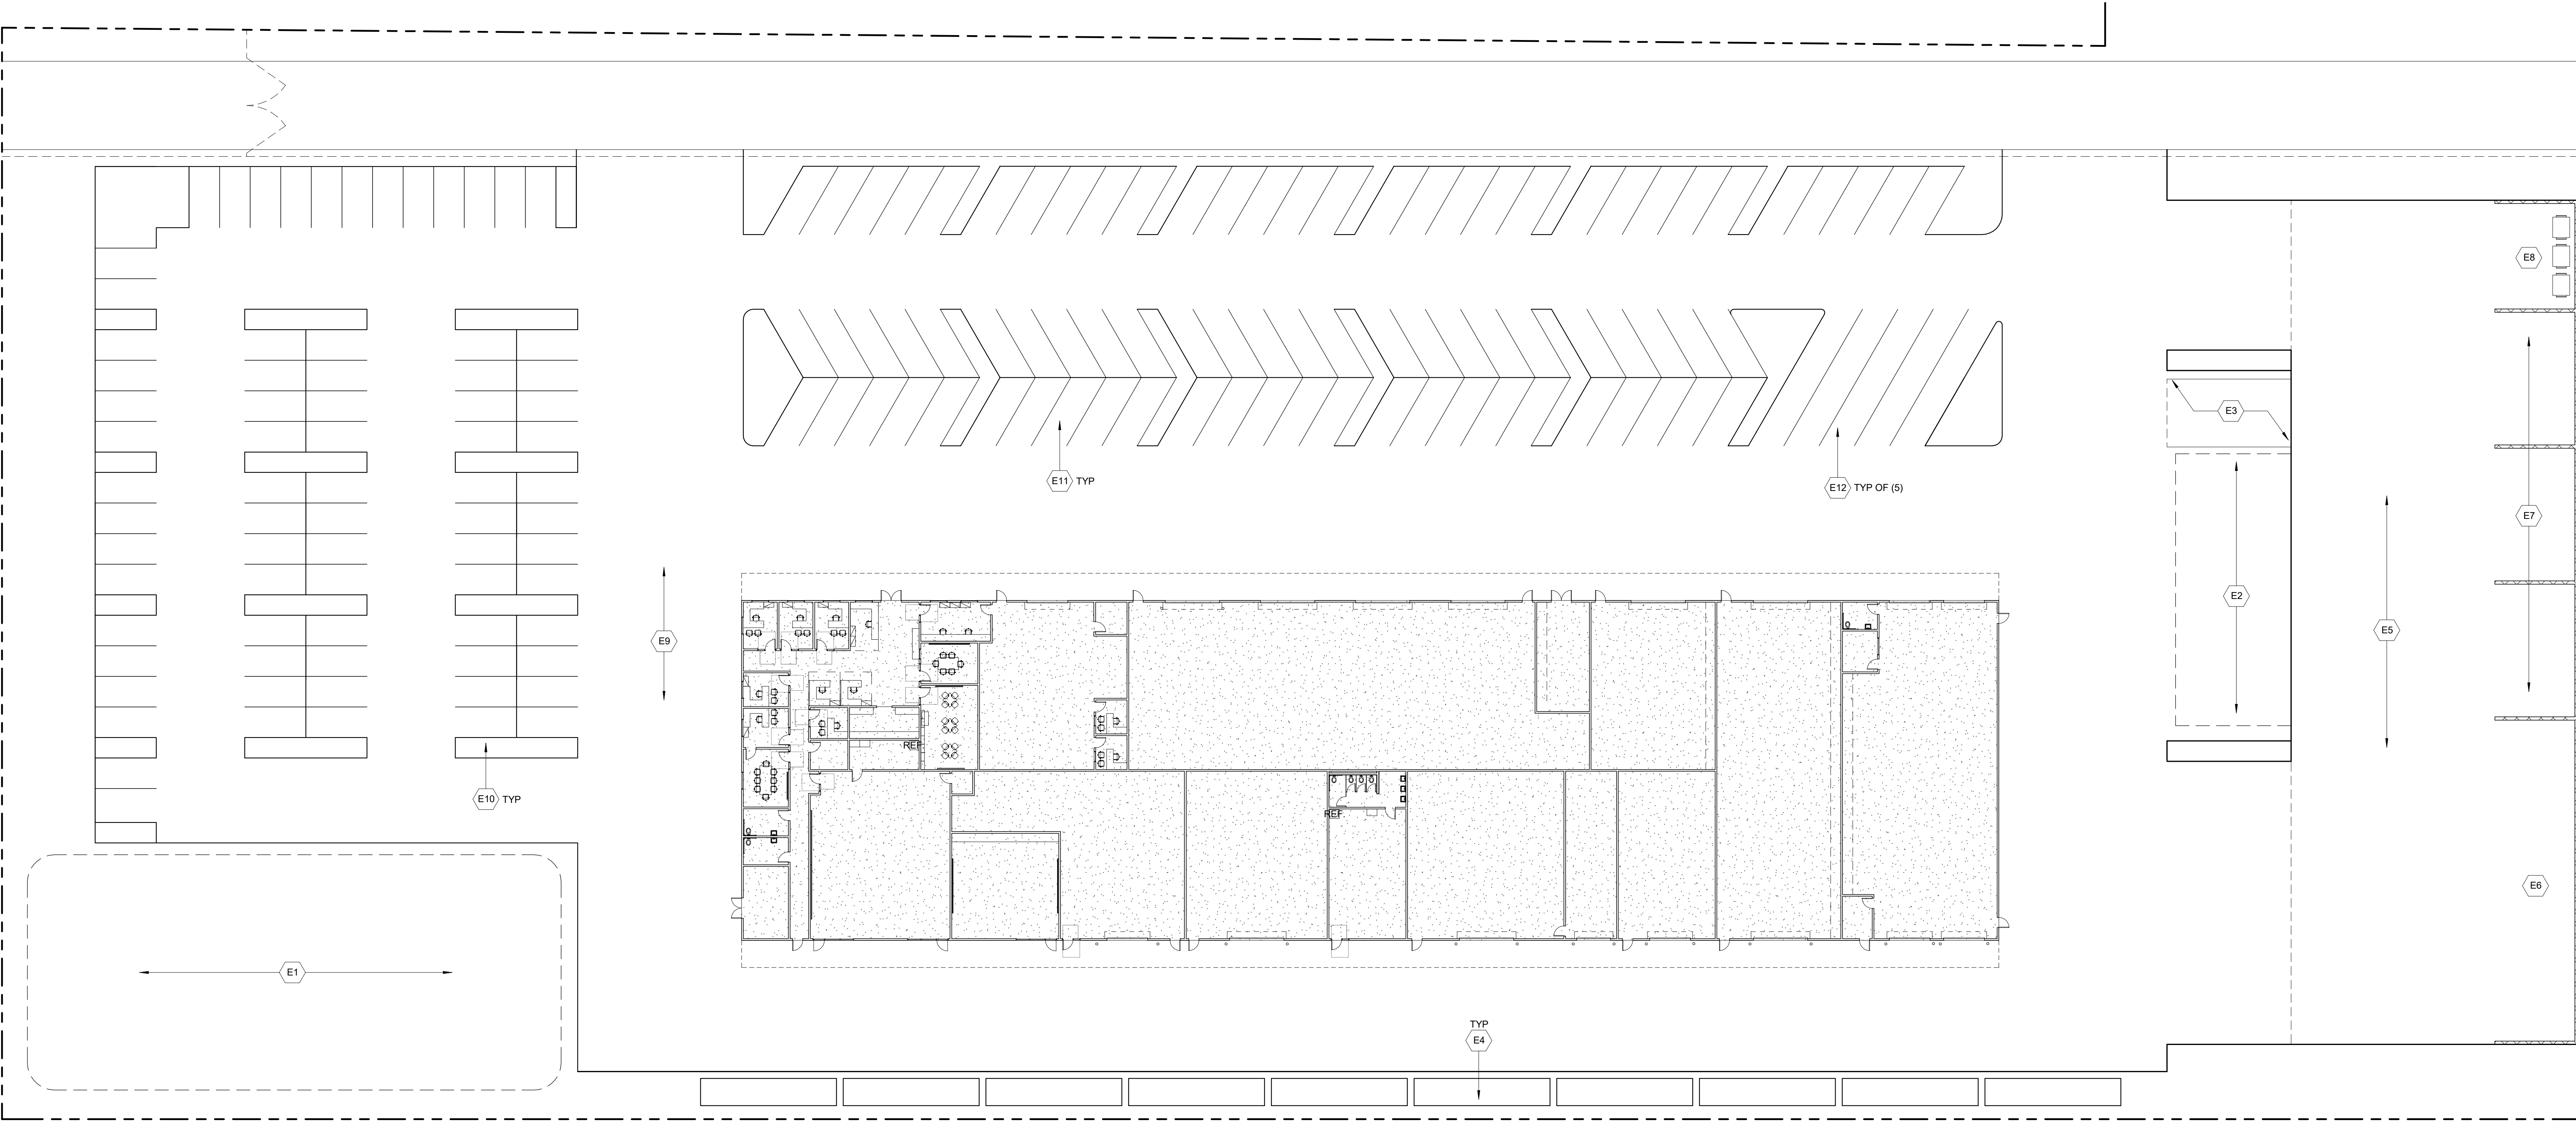 E8
E3
E11 TYP
E12 TYP OF (5)
E7
E2
E5
E9
REF.
E10 TYP
REF.
E6
E1
TYP
E4